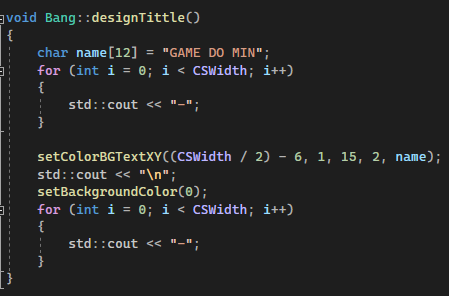 void Bang::designTittle()
{
    char name[12] = "GAME DO MIN";
    for (int i = 0; i < CSWidth; i++)
    {
        std::cout << "-";
    }

    setColorBGTextXY((CSWidth / 2) - 6, 1, 15, 2, name);
    std::cout << "\n";
    setBackgroundColor(0);
    for (int i = 0; i < CSWidth; i++)
    {
        std::cout << "-";
    }
}